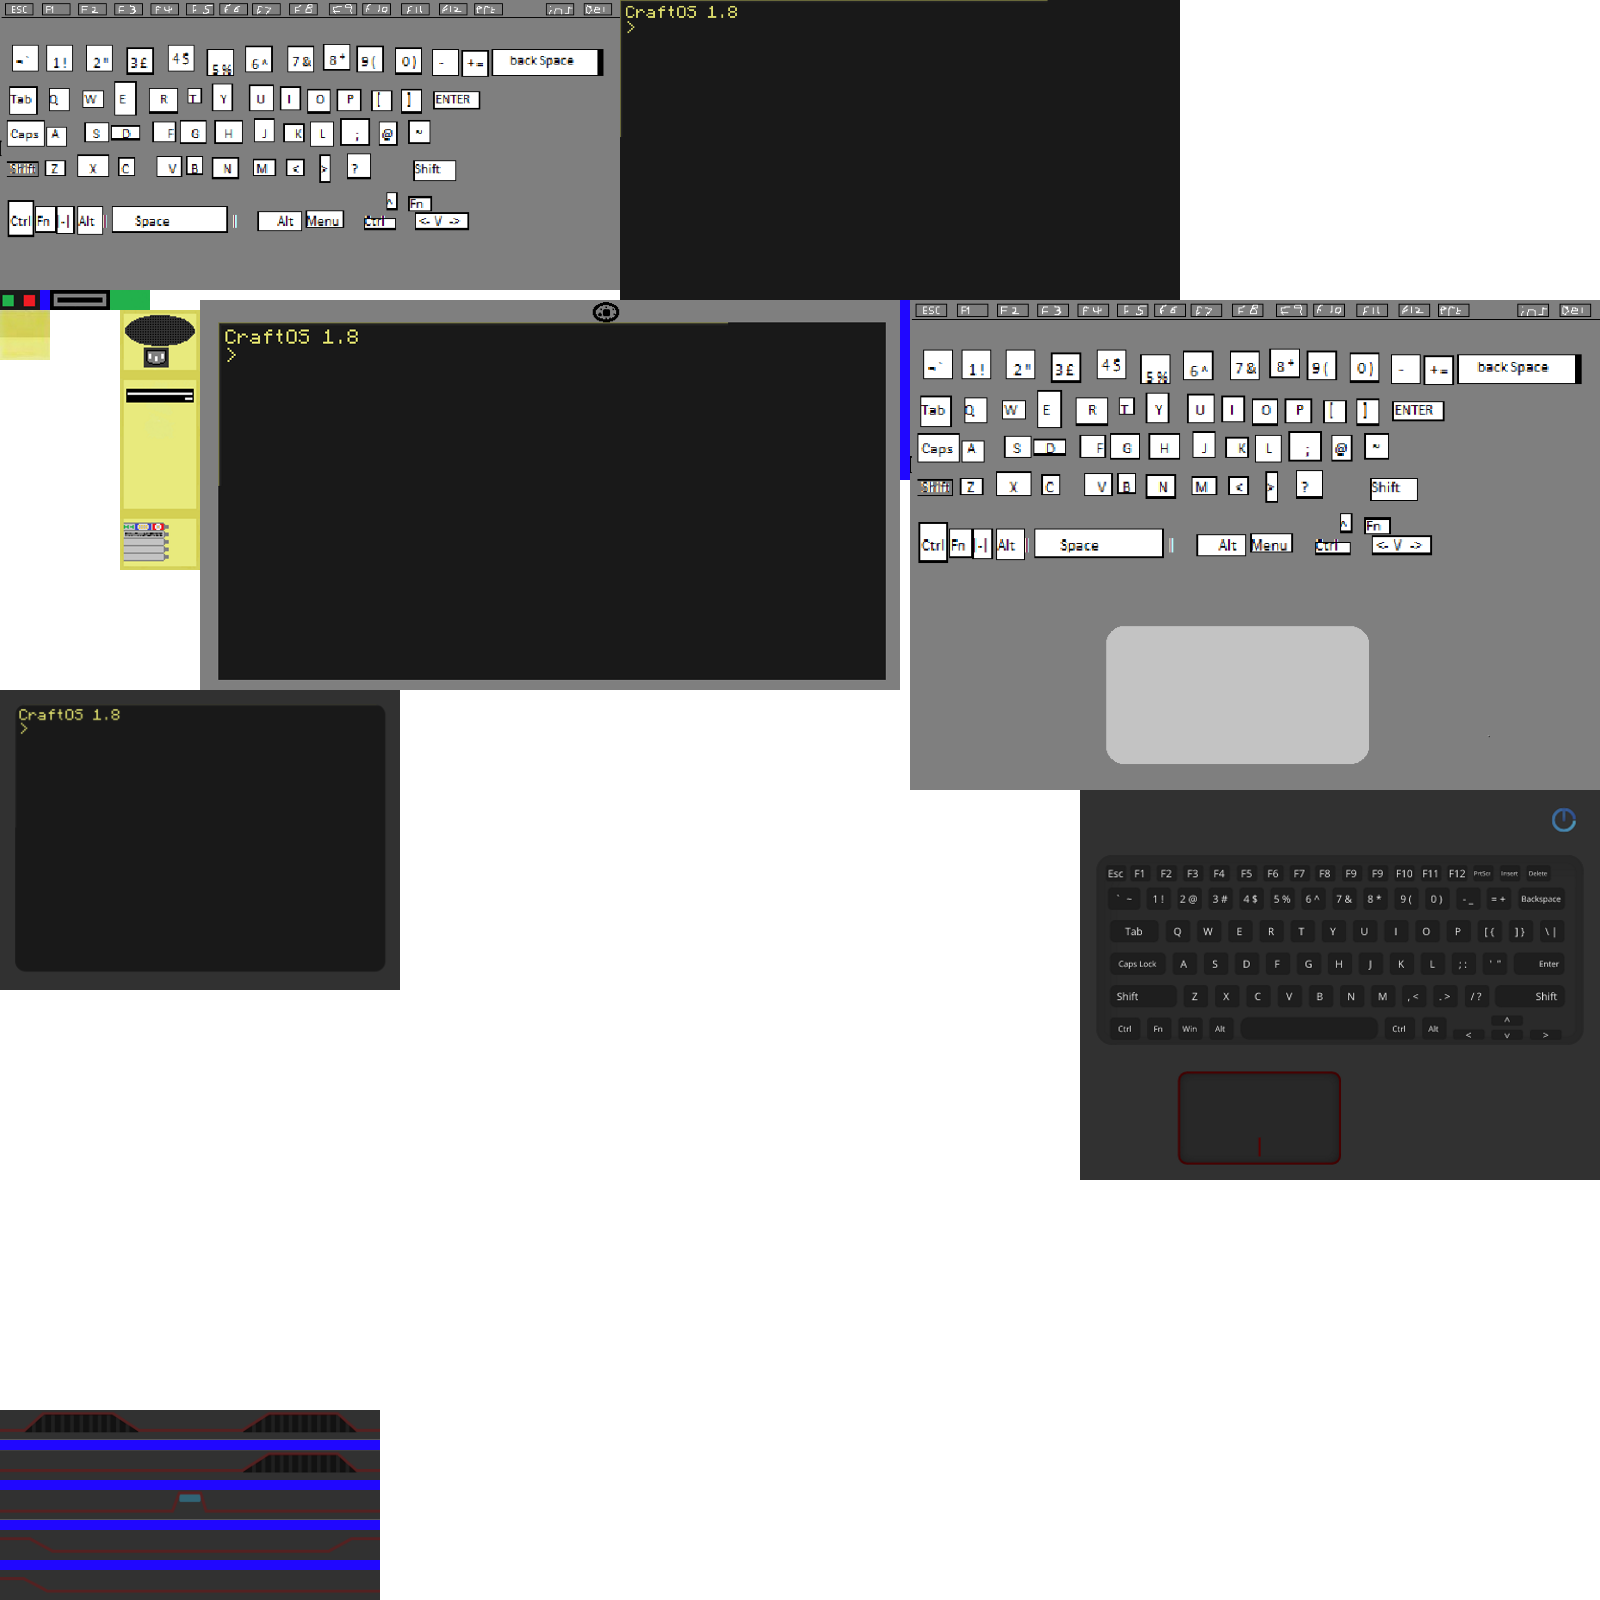 ESC F1 F2 F3 F4 F5 F6 F7 F8 F9 F10 F11 F12 Prt ins Del
¬` 1! 2" 3£ 4$ 5% 6^ 7& 8* 9( 0) - += backSpace
Tab Q W E R T Y U I O P [ ] ENTER
Caps A S D F G H J K L ; @ ~
Shift Z X C V B N M < > ? Shift
^ Fn
Ctrl Fn |-| Alt Space Alt Menu Ctrl <- V ->
CraftOS 1.8
>
CraftOS 1.8
>
ESC F1 F2 F3 F4 F5 F6 F7 F8 F9 F10 F11 F12 Prt ins Del
¬` 1! 2" 3£ 4$ 5% 6^ 7& 8* 9( 0) - += backSpace
Tab Q W E R T Y U I O P [ ] ENTER
Caps A S D F G H J K L ; @ ~
Shift Z X C V B N M < > ? Shift
^ Fn
Ctrl Fn |-| Alt Space Alt Menu Ctrl <- V ->
CraftOS 1.8
>
Esc F1 F2 F3 F4 F5 F6 F7 F8 F9 F9 F10 F11 F12 PrtScr Insert Delete
` ~ 1 ! 2 @ 3 # 4 $ 5 % 6 ^ 7 & 8 * 9 ( 0 ) - _ = + Backspace
Tab Q W E R T Y U I O P [ { ] } \ |
Caps Lock A S D F G H J K L ; : ' " Enter
Shift Z X C V B N M , < . > / ? Shift
Ctrl Fn Win Alt Ctrl Alt < ^ v >